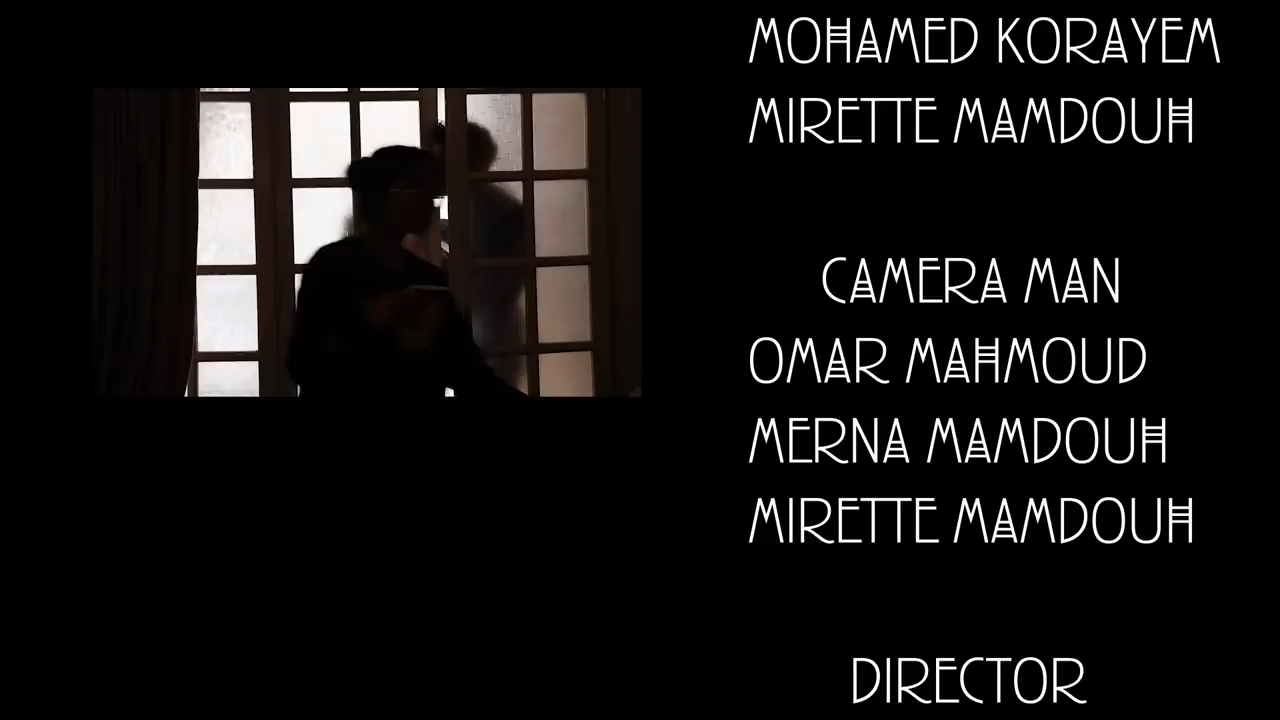 MOHAMED KORAYEM
MIRETTE MAMDOUH
CAMERA MAN
OMAR MAHMOUD
MERNA MAMDOUH
MIRETTE MAMDOUH
DIRECTOR